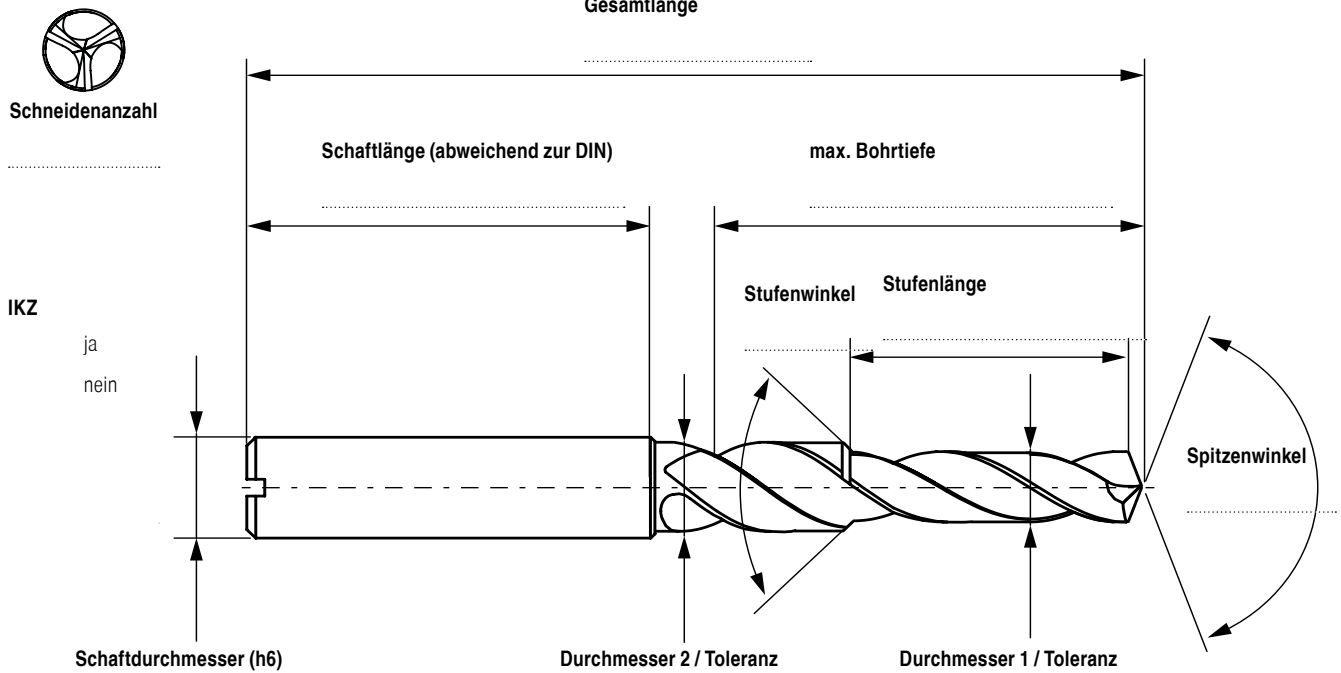 Gesamtlänge
Schneidenanzahl
Schaftlänge (abweichend zur DIN)
max. Bohrtiefe
Stufenwinkel
Stufenlänge
IKZ
ja
nein
Spitzenwinkel
Schaftdurchmesser (h6)
Durchmesser 2 / Toleranz
Durchmesser 1 / Toleranz